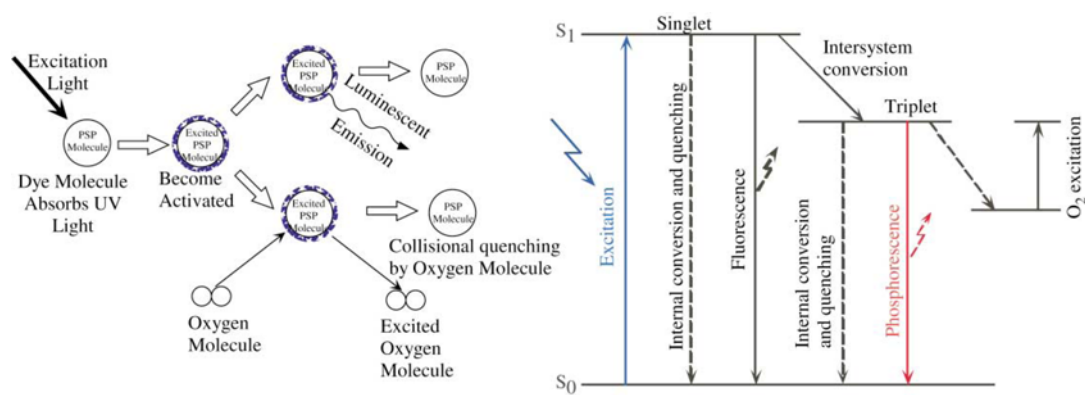 Excitation
Light
PSP
Molecule
Dye Molecule
Absorbs UV
Light
Excited
PSP
Molecule
Become
Activated
Excited
PSP
Molecul
Luminescent
Emission
PSP
Molecule
Excited
PSP
Molecul
PSP
Molecule
Collisional quenching
by Oxygen Molecule
Oxygen
Molecule
Excited
Oxygen
Molecule
S1
Singlet
Intersystem
conversion
Triplet
Excitation
Internal conversion and quenching
Fluorescence
Internal conversion
and quenching
Phosphorescence
O2 excitation
S0